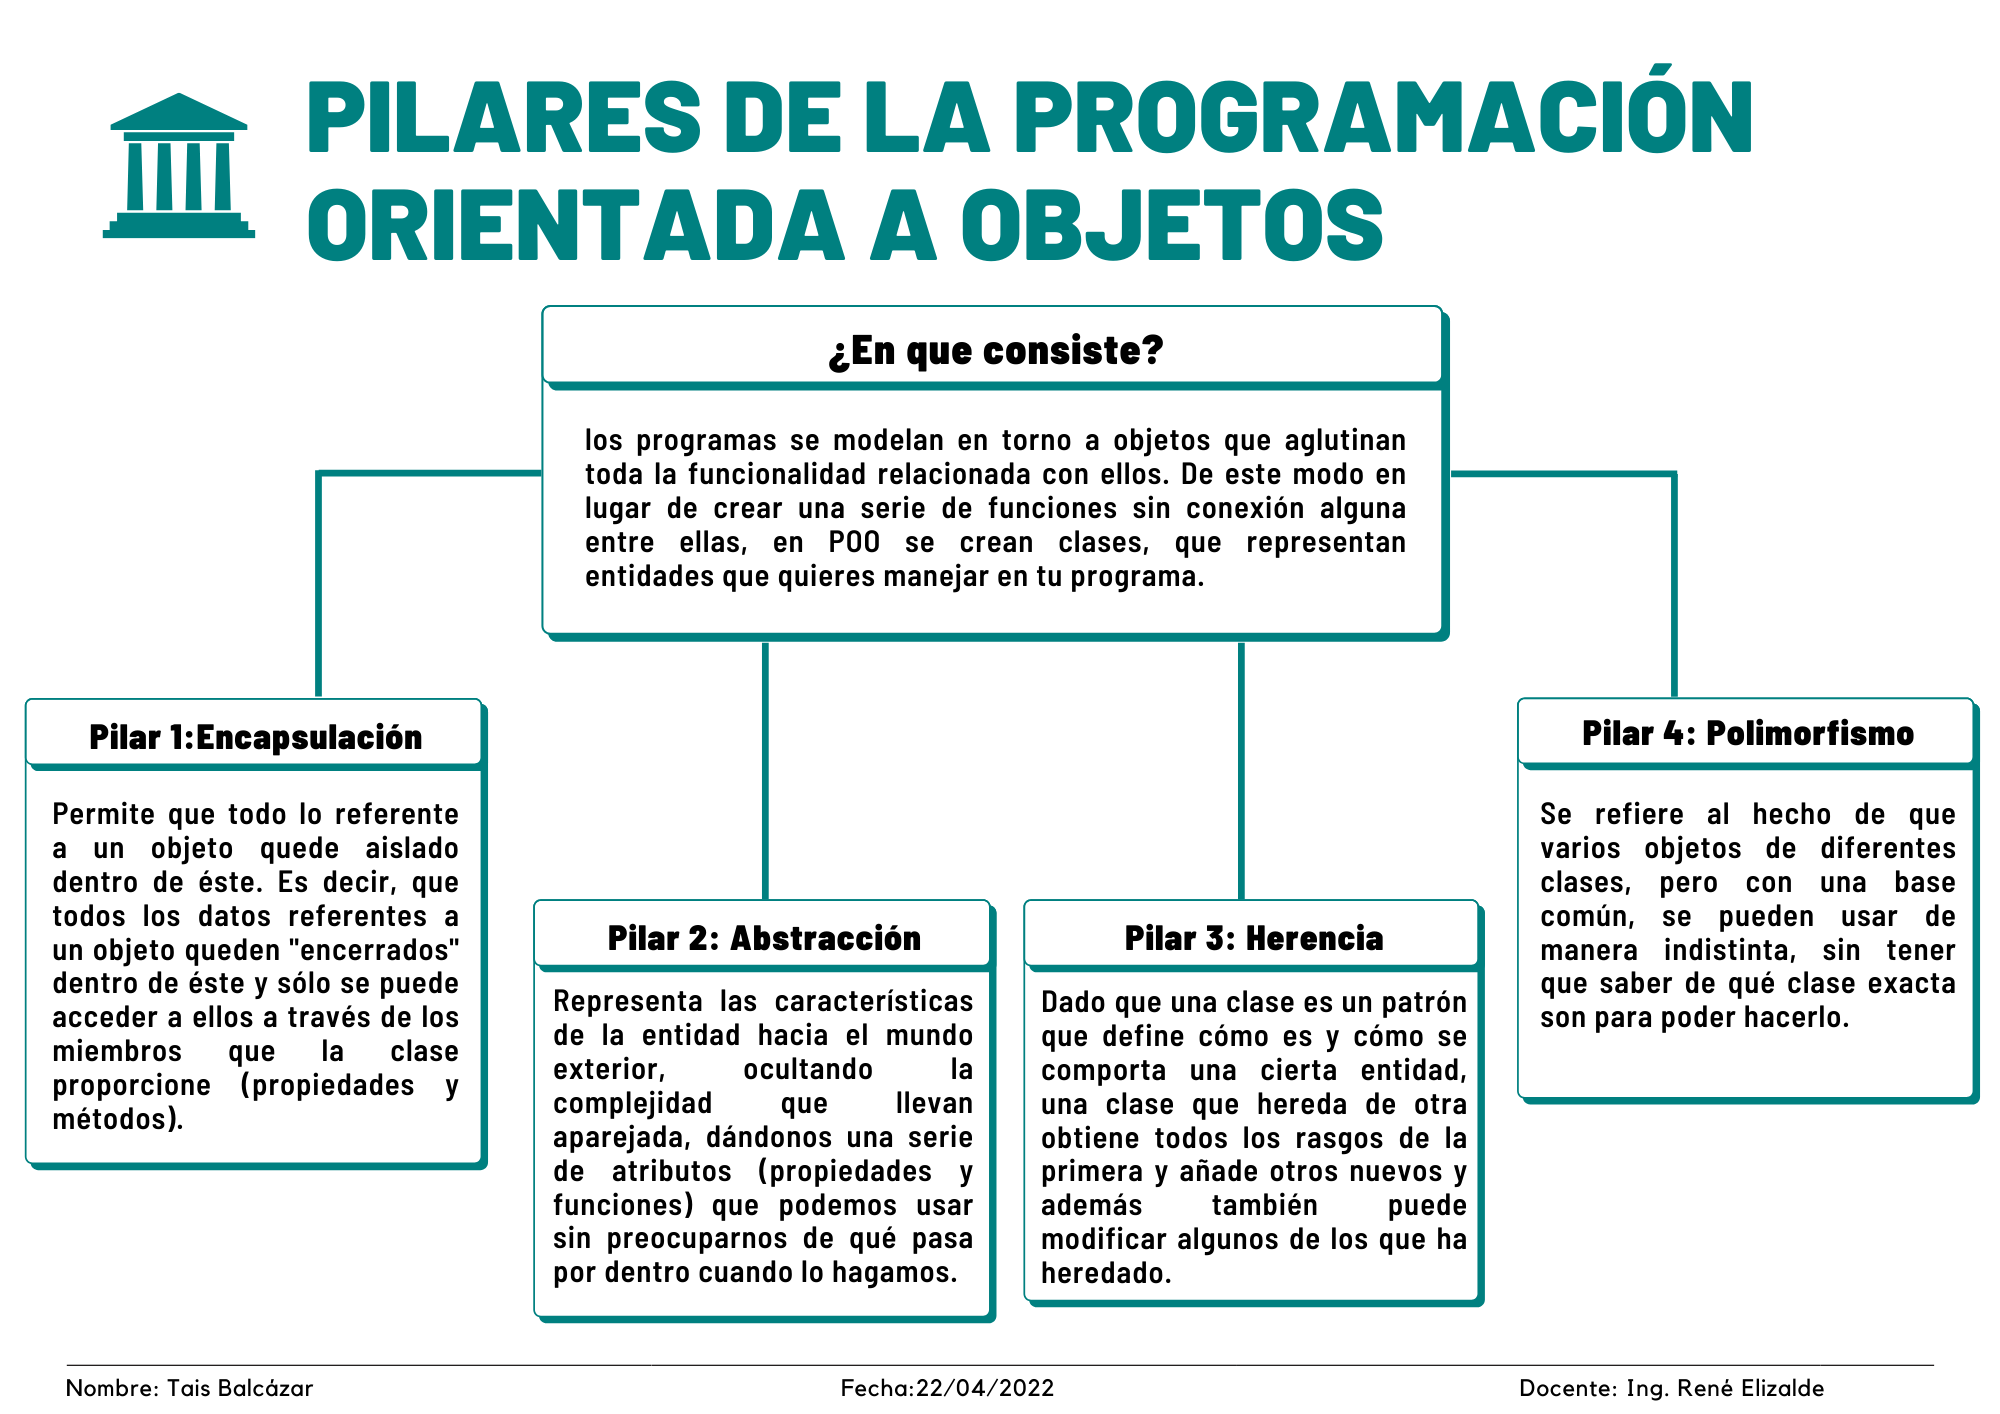 PILARES DE LA PROGRAMACIÓN
ORIENTADA A OBJETOS
¿En que consiste?
los programas se modelan en torno a objetos que aglutinan
toda la funcionalidad relacionada con ellos. De este modo en
lugar de crear una serie de funciones sin conexión alguna
entre ellas, en POO se crean clases, que representan
entidades que quieres manejar en tu programa.
Pilar 1:Encapsulación
Permite que todo lo referente
a un objeto quede aislado
dentro de éste. Es decir, que
todos los datos referentes a
un objeto queden "encerrados"
dentro de éste y sólo se puede
acceder a ellos a través de los
miembros que la clase
proporcione (propiedades y
métodos).
Pilar 2: Abstracción
Representa las características
de la entidad hacia el mundo
exterior, ocultando la
complejidad que llevan
aparejada, dándonos una serie
de atributos (propiedades y
funciones) que podemos usar
sin preocuparnos de qué pasa
por dentro cuando lo hagamos.
Pilar 3: Herencia
Dado que una clase es un patrón
que define cómo es y cómo se
comporta una cierta entidad,
una clase que hereda de otra
obtiene todos los rasgos de la
primera y añade otros nuevos y
además también puede
modificar algunos de los que ha
heredado.
Pilar 4: Polimorfismo
Se refiere al hecho de que
varios objetos de diferentes
clases, pero con una base
común, se pueden usar de
manera indistinta, sin tener
que saber de qué clase exacta
son para poder hacerlo.
Nombre: Tais Balcázar
Fecha:22/04/2022
Docente: Ing. René Elizalde